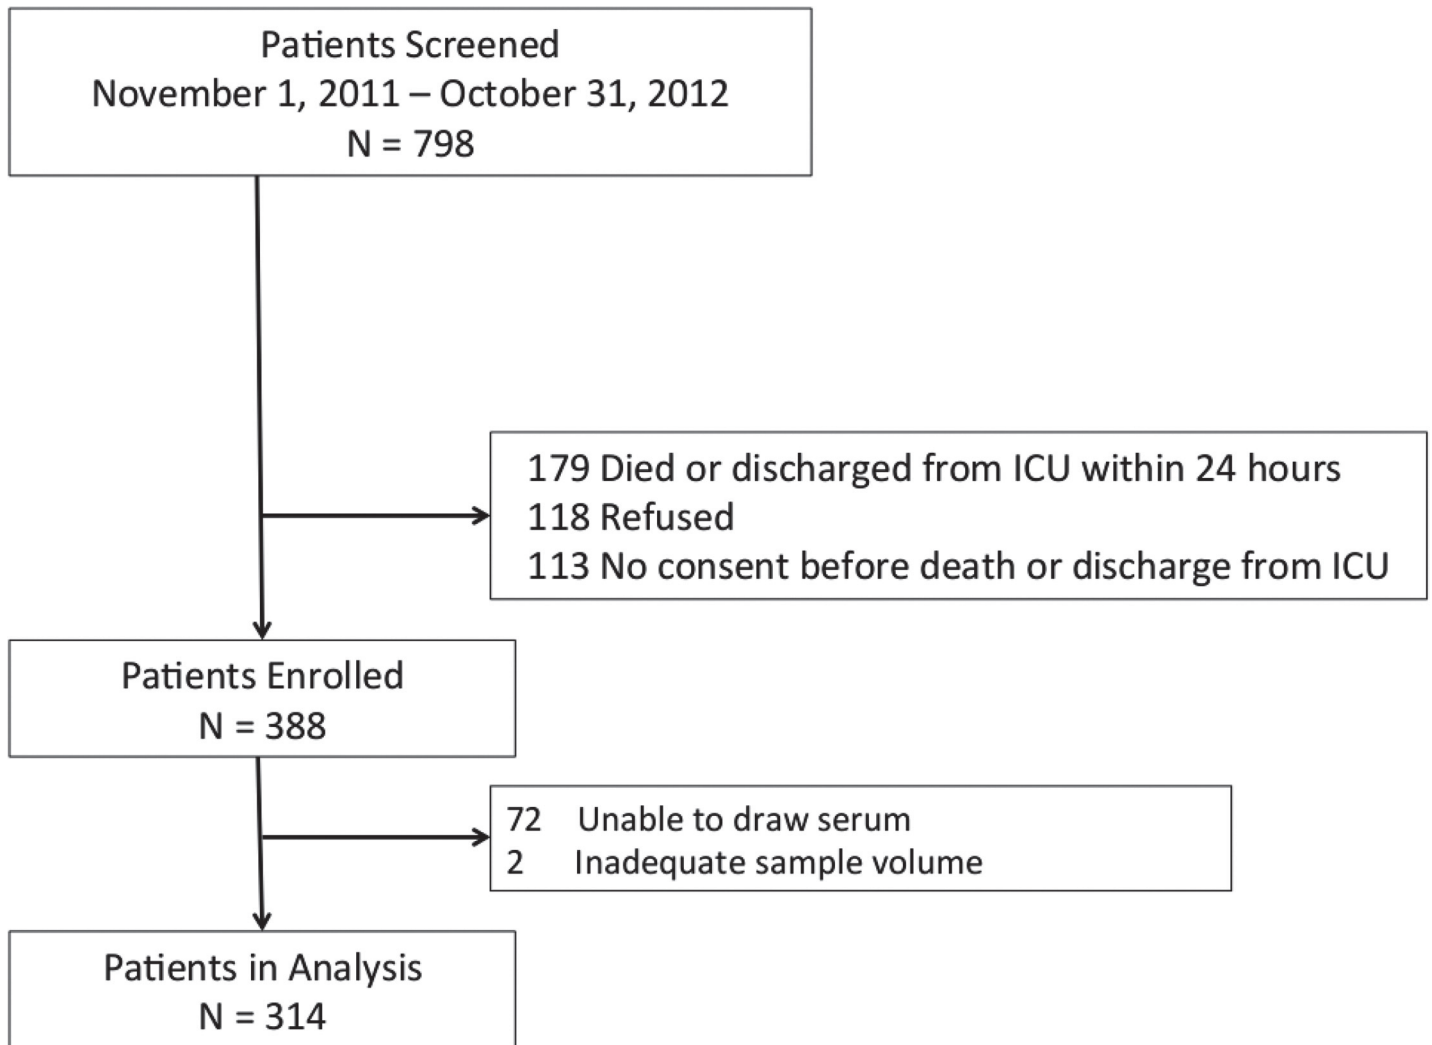 Patients Screened
November 1, 2011 – October 31, 2012
N = 798
179 Died or discharged from ICU within 24 hours
118 Refused
113 No consent before death or discharge from ICU
Patients Enrolled
N = 388
72 Unable to draw serum
2 Inadequate sample volume
Patients in Analysis
N = 314